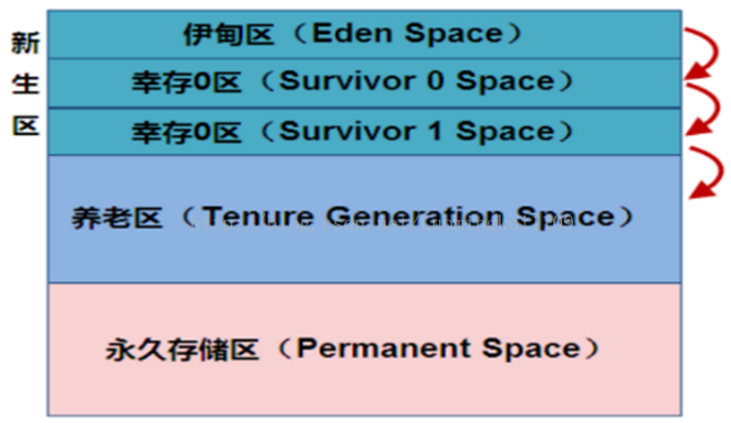 新生区
伊甸区（Eden Space）
幸存0区（Survivor 0 Space）
幸存0区（Survivor 1 Space）
养老区（Tenure Generation Space）
永久存储区（Permanent Space）